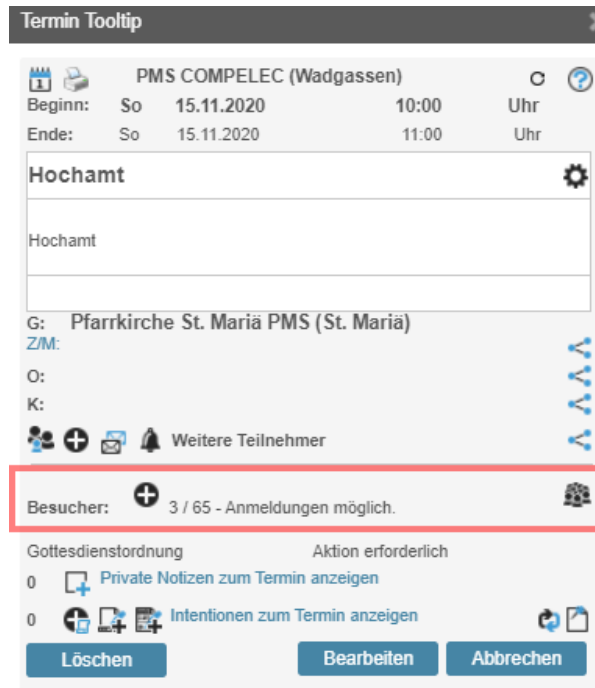 Termin Tooltip
PMS COMPELEC (Wadgassen)
Beginn: So 15.11.2020 10:00 Uhr
Ende: So 15.11.2020 11:00 Uhr
Hochamt
Hochamt
G: Pfarrkirche St. Mariä PMS (St. Mariä)
Z/M:
O:
K:
Weitere Teilnehmer
Besucher: 3 / 65 - Anmeldungen möglich.
Gottesdienstordnung Aktion erforderlich
0 Private Notizen zum Termin anzeigen
0 Intentionen zum Termin anzeigen
Löschen Bearbeiten Abbrechen